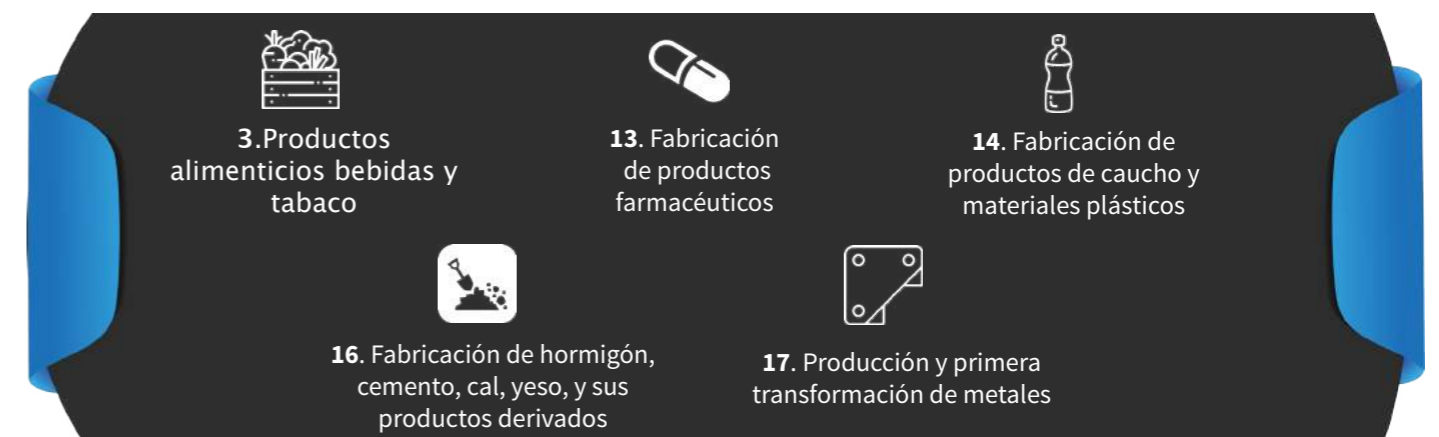 3.Productos
alimenticios bebidas y
tabaco
13. Fabricación
de productos
farmacéuticos
14. Fabricación de
productos de caucho y
materiales plásticos
16. Fabricación de hormigón,
cemento, cal, yeso, y sus
productos derivados
17. Producción y primera
transformación de metales